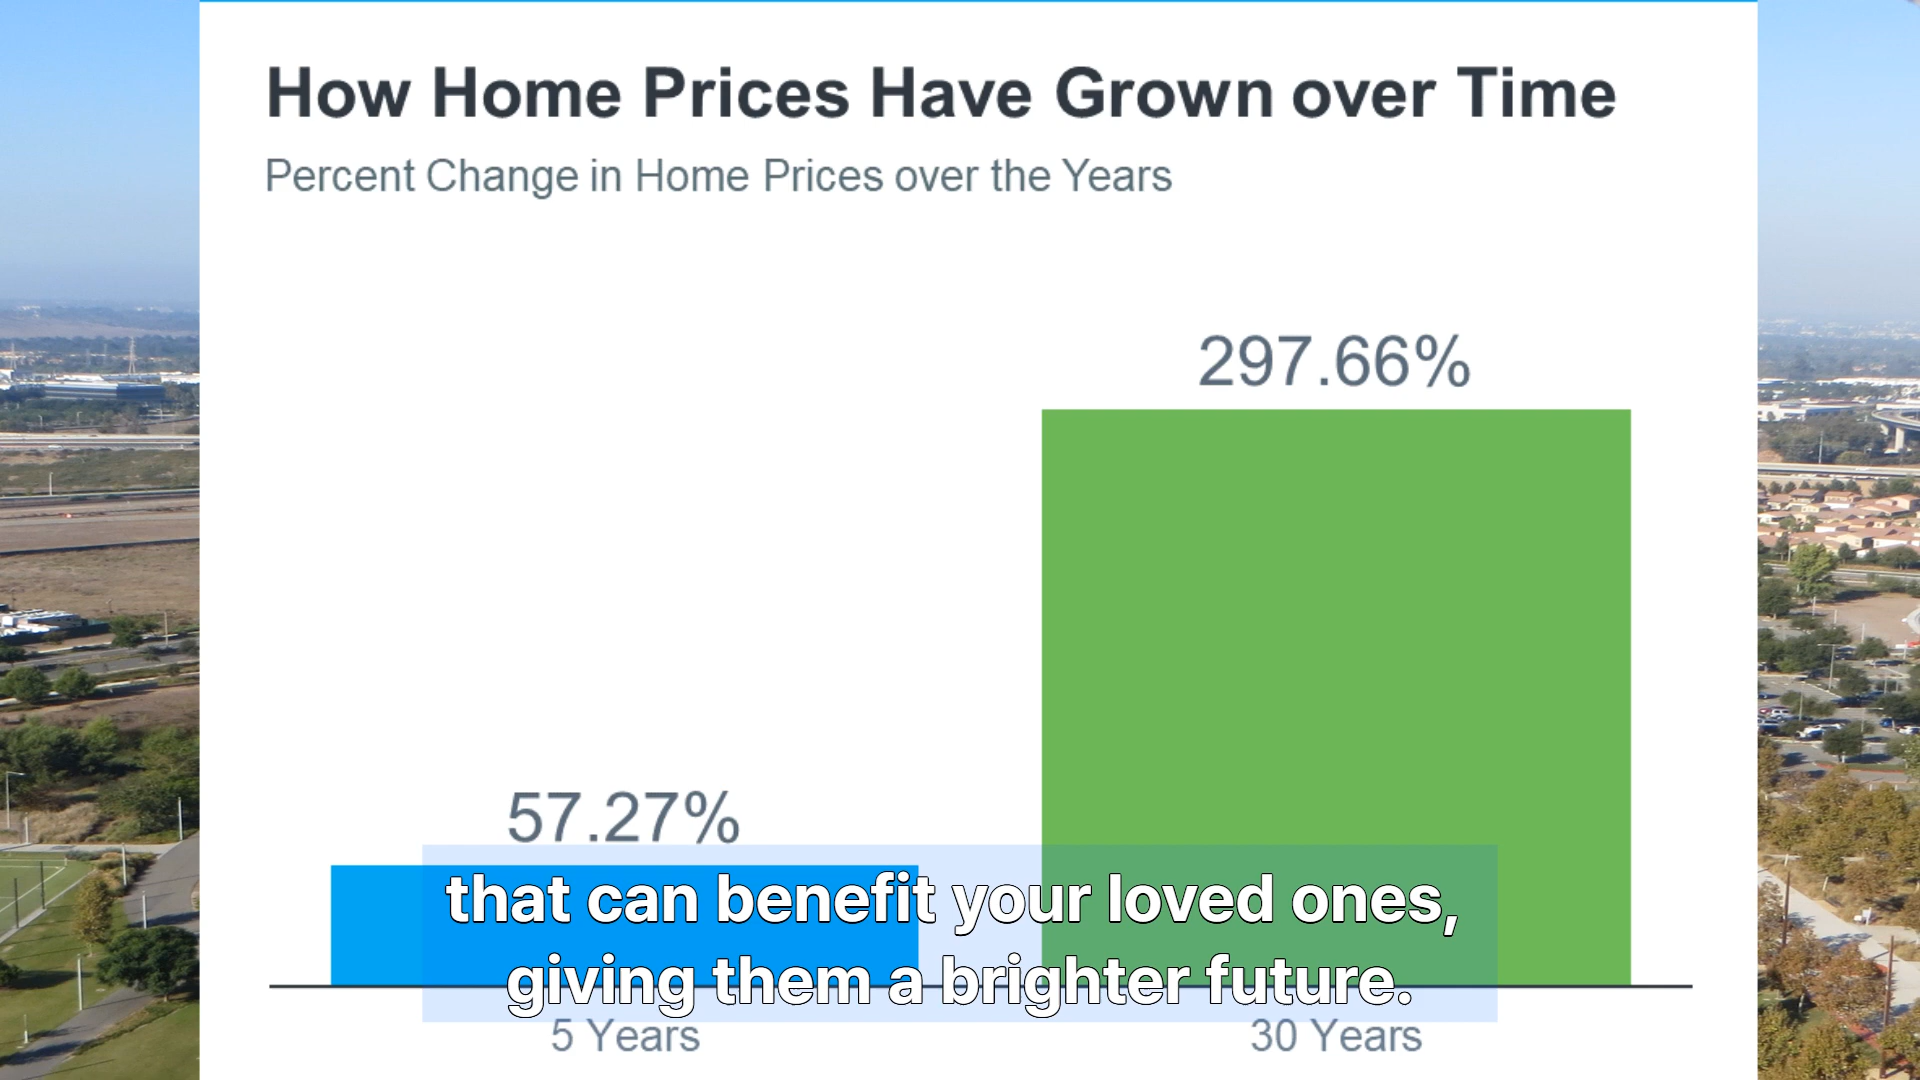 How Home Prices Have Grown over Time
Percent Change in Home Prices over the Years
297.66%
57.27%
that can benefit your loved ones,
giving them a brighter future.
5 Years
30 Years